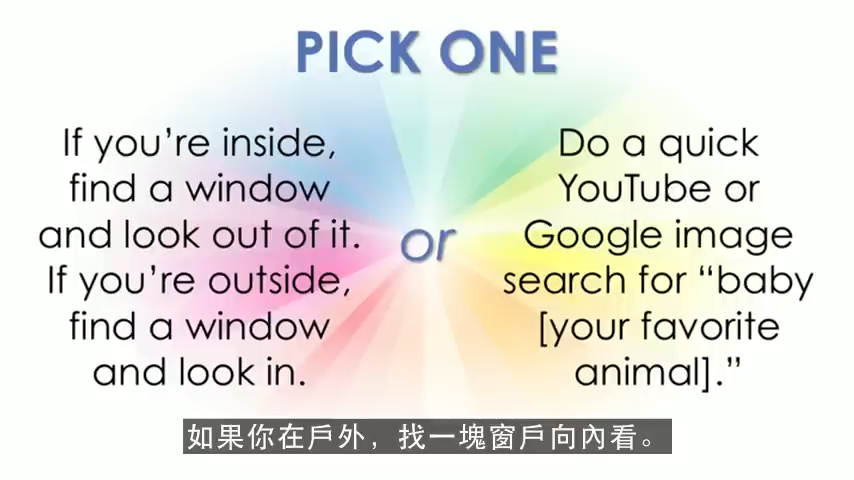 PICK ONE
If you're inside,
find a window
and look out of it.
If you're outside,
find a window
and look in.
or
Do a quick
YouTube or
Google image
search for “baby
[your favorite
animal].”
如果你在戶外，找一塊窗戶向內看。